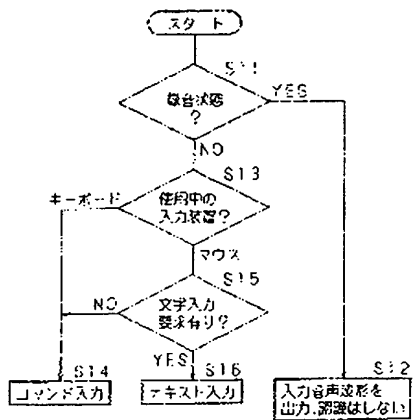 スタート
S11
状態
?
YES
NO
S13
キーボード
使用中の
入力装置?
マウス
S15
NO
文字入力
要求有り?
YES
S14
S16
S12
コマンド入力
テキスト入力
入力音声波形を
出力、認識はしない